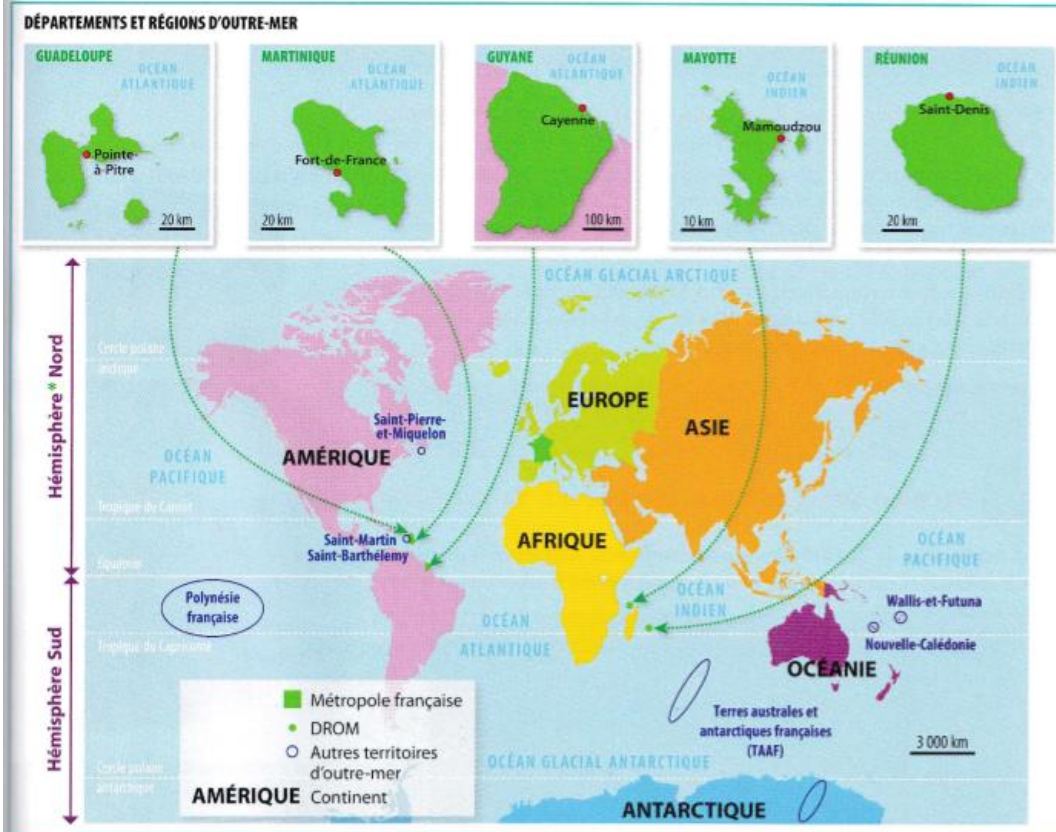 DÉPARTEMENTS ET RÉGIONS D'OUTRE-MER
GUADELOUPE
OCÉAN
ATLANTIQUE
Pointe-
à-Pitre
20 km
MARTINIQUE
OCÉAN
ATLANTIQUE
Fort-de-France
20 km
GUYANE
OCÉAN
ATLANTIQUE
Cayenne
100 km
MAYOTTE
OCÉAN
INDIEN
Mamoudzou
10 km
RÉUNION
OCÉAN
INDIEN
Saint-Denis
20 km
Hémisphère* Nord
Hémisphère Sud
OCÉAN GLACIAL ARCTIQUE
Cercle polaire
arctique
EUROPE
ASIE
Saint-Pierre-
et-Miquelon
AMÉRIQUE
OCÉAN
PACIFIQUE
Tropique du Cancer
Saint-Martin
Saint-Barthélemy
AFRIQUE
OCÉAN
PACIFIQUE
Équateur
Polynésie
française
OCÉAN
ATLANTIQUE
OCÉAN
INDIEN
Wallis-et-Futuna
Nouvelle-Calédonie
Tropique du Capricorne
OCÉANIE
Terres australes et
antarctiques françaises
(TAAF)
3 000 km
Métropole française
DROM
Autres territoires
d'outre-mer
AMÉRIQUE Continent
OCÉAN GLACIAL ANTARCTIQUE
Cercle polaire
antarctique
ANTARCTIQUE